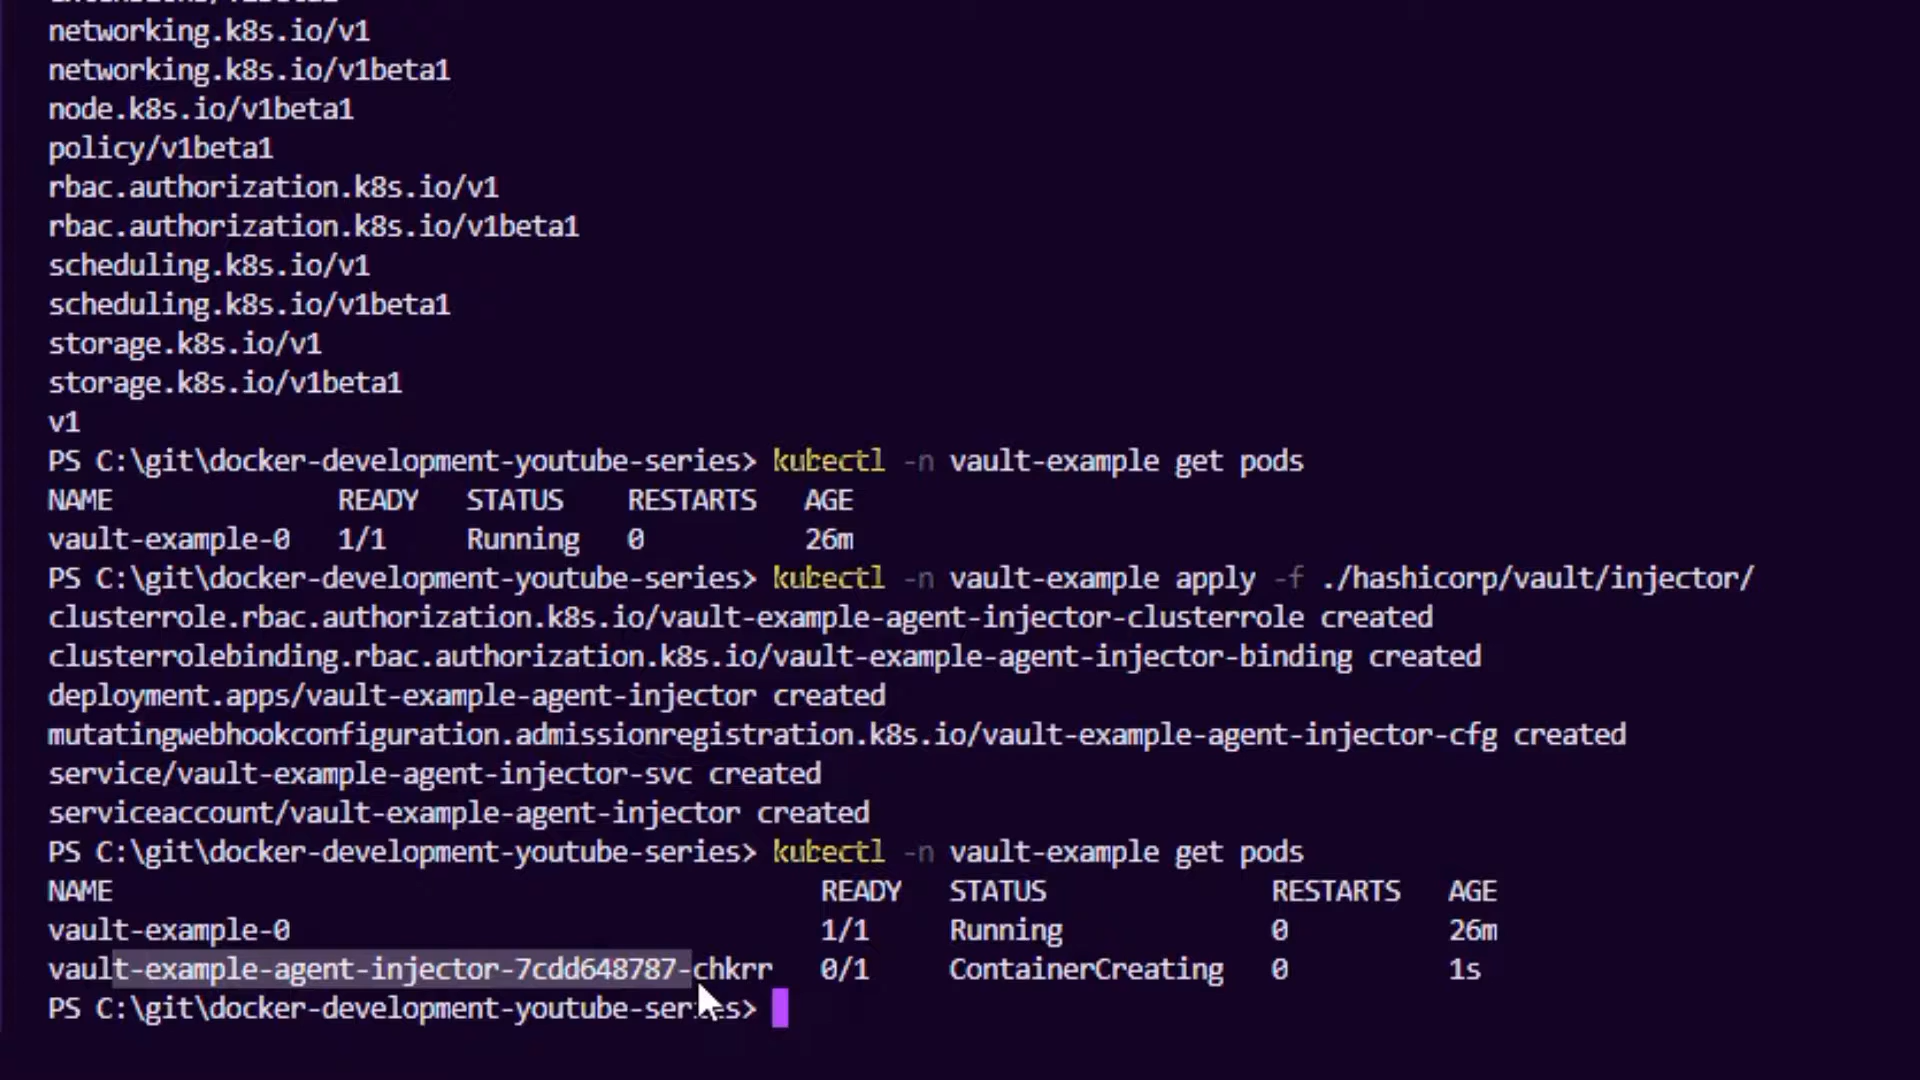 networking.k8s.io/v1
networking.k8s.io/v1beta1
node.k8s.io/v1beta1
policy/v1beta1
rbac.authorization.k8s.io/v1
rbac.authorization.k8s.io/v1beta1
scheduling.k8s.io/v1
scheduling.k8s.io/v1beta1
storage.k8s.io/v1
storage.k8s.io/v1beta1
v1
PS C:\git\docker-development-youtube-series> kubectl -n vault-example get pods
NAME READY STATUS RESTARTS AGE
vault-example-0 1/1 Running 0 26m
PS C:\git\docker-development-youtube-series> kubectl -n vault-example apply -f ./hashicorp/vault/injector/
clusterrole.rbac.authorization.k8s.io/vault-example-agent-injector-clusterrole created
clusterrolebinding.rbac.authorization.k8s.io/vault-example-agent-injector-binding created
deployment.apps/vault-example-agent-injector created
mutatingwebhookconfiguration.admissionregistration.k8s.io/vault-example-agent-injector-cfg created
service/vault-example-agent-injector-svc created
serviceaccount/vault-example-agent-injector created
PS C:\git\docker-development-youtube-series> kubectl -n vault-example get pods
NAME READY STATUS RESTARTS AGE
vault-example-0 1/1 Running 0 26m
vault-example-agent-injector-7cdd648787-chkrr 0/1 ContainerCreating 0 1s
PS C:\git\docker-development-youtube-series>